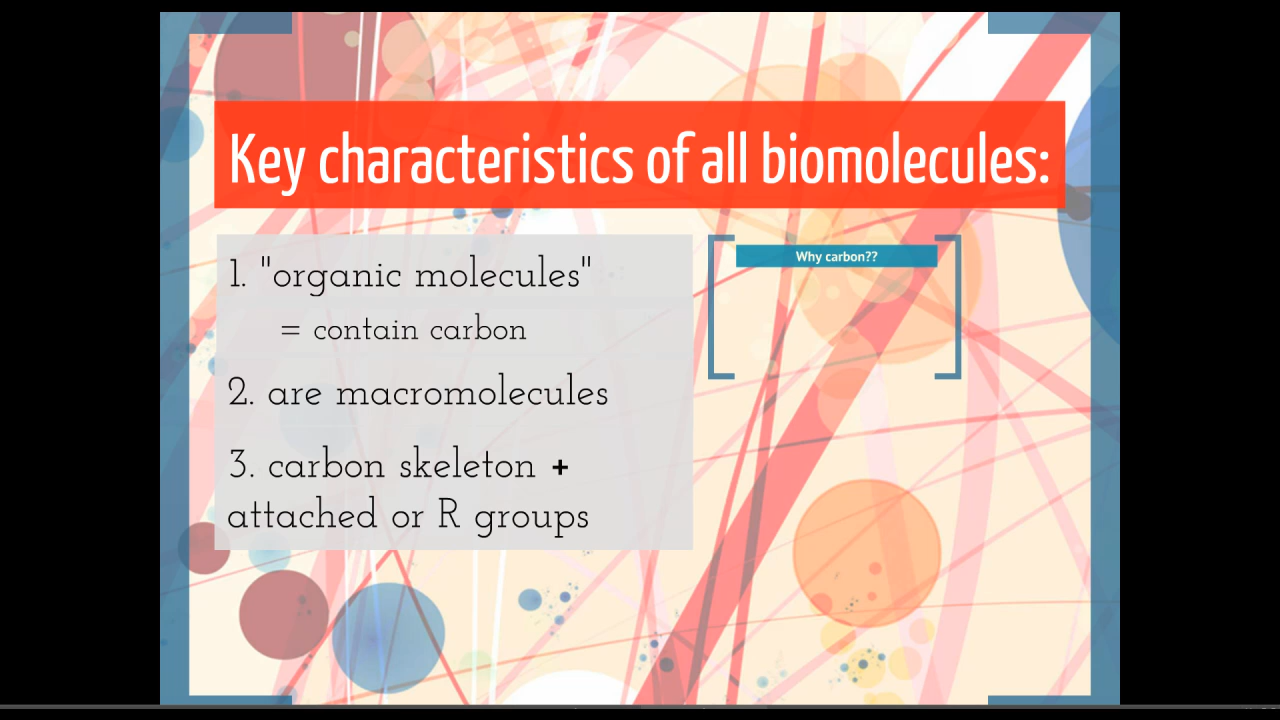 Key characteristics of all biomolecules:
1. "organic molecules"
= contain carbon
2. are macromolecules
3. carbon skeleton +
attached or R groups
Why carbon??